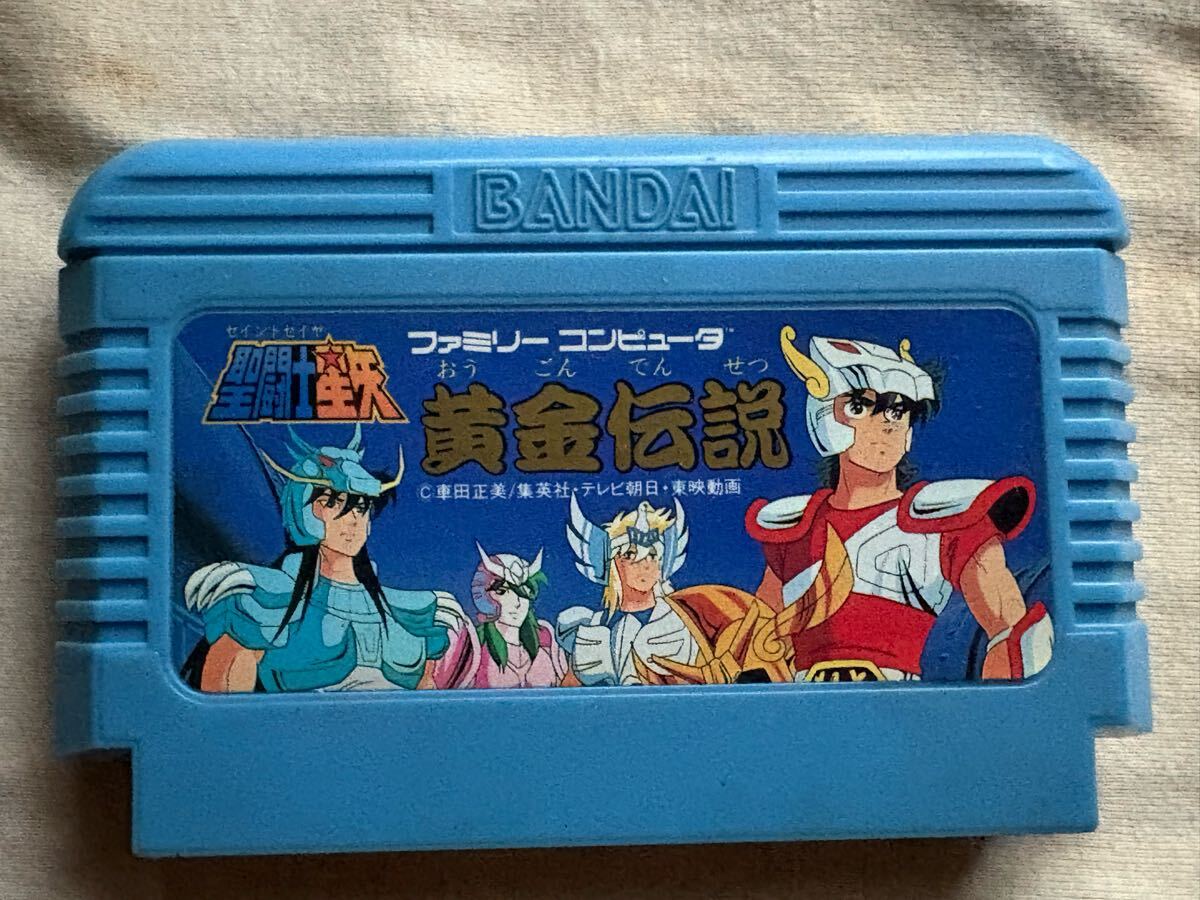 BANDAI
セイントセイヤ
聖闘士星矢
ファミリーコンピュータ™
おう ごん でん せつ
黄金伝説
©車田正美/集英社・テレビ朝日・東映動画